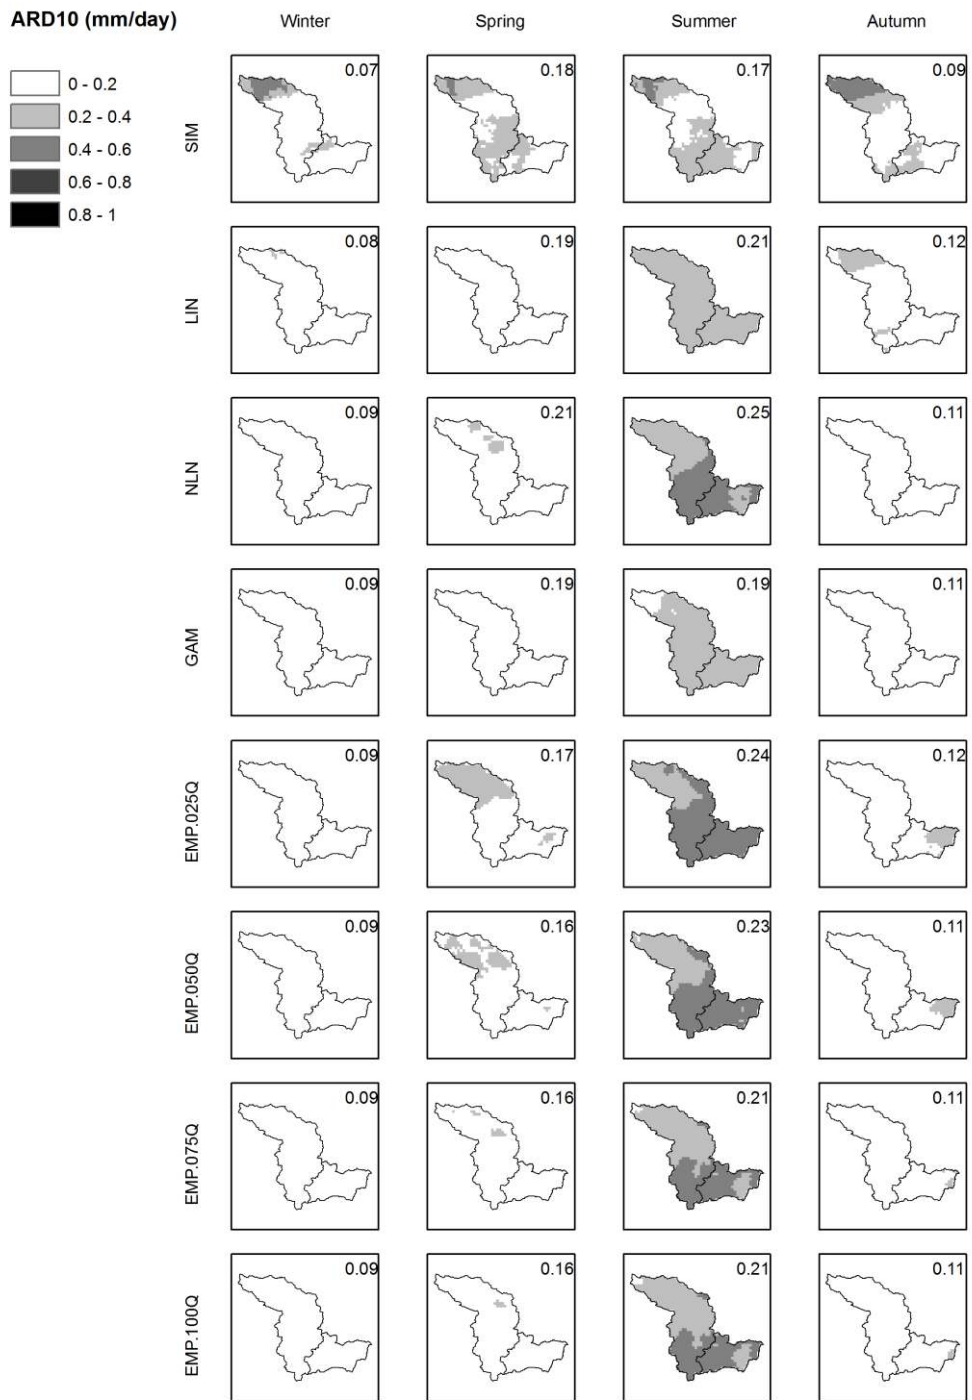 ARD10 (mm/day)
Winter Spring Summer Autumn
0 - 0.2
0.2 - 0.4
0.4 - 0.6
0.6 - 0.8
0.8 - 1
SIM 0.07 0.18 0.17 0.09
LIN 0.08 0.19 0.21 0.12
NLN 0.09 0.21 0.25 0.11
GAM 0.09 0.19 0.19 0.11
EMP.025Q 0.09 0.17 0.24 0.12
EMP.050Q 0.09 0.16 0.23 0.11
EMP.075Q 0.09 0.16 0.21 0.11
EMP.100Q 0.09 0.16 0.21 0.11